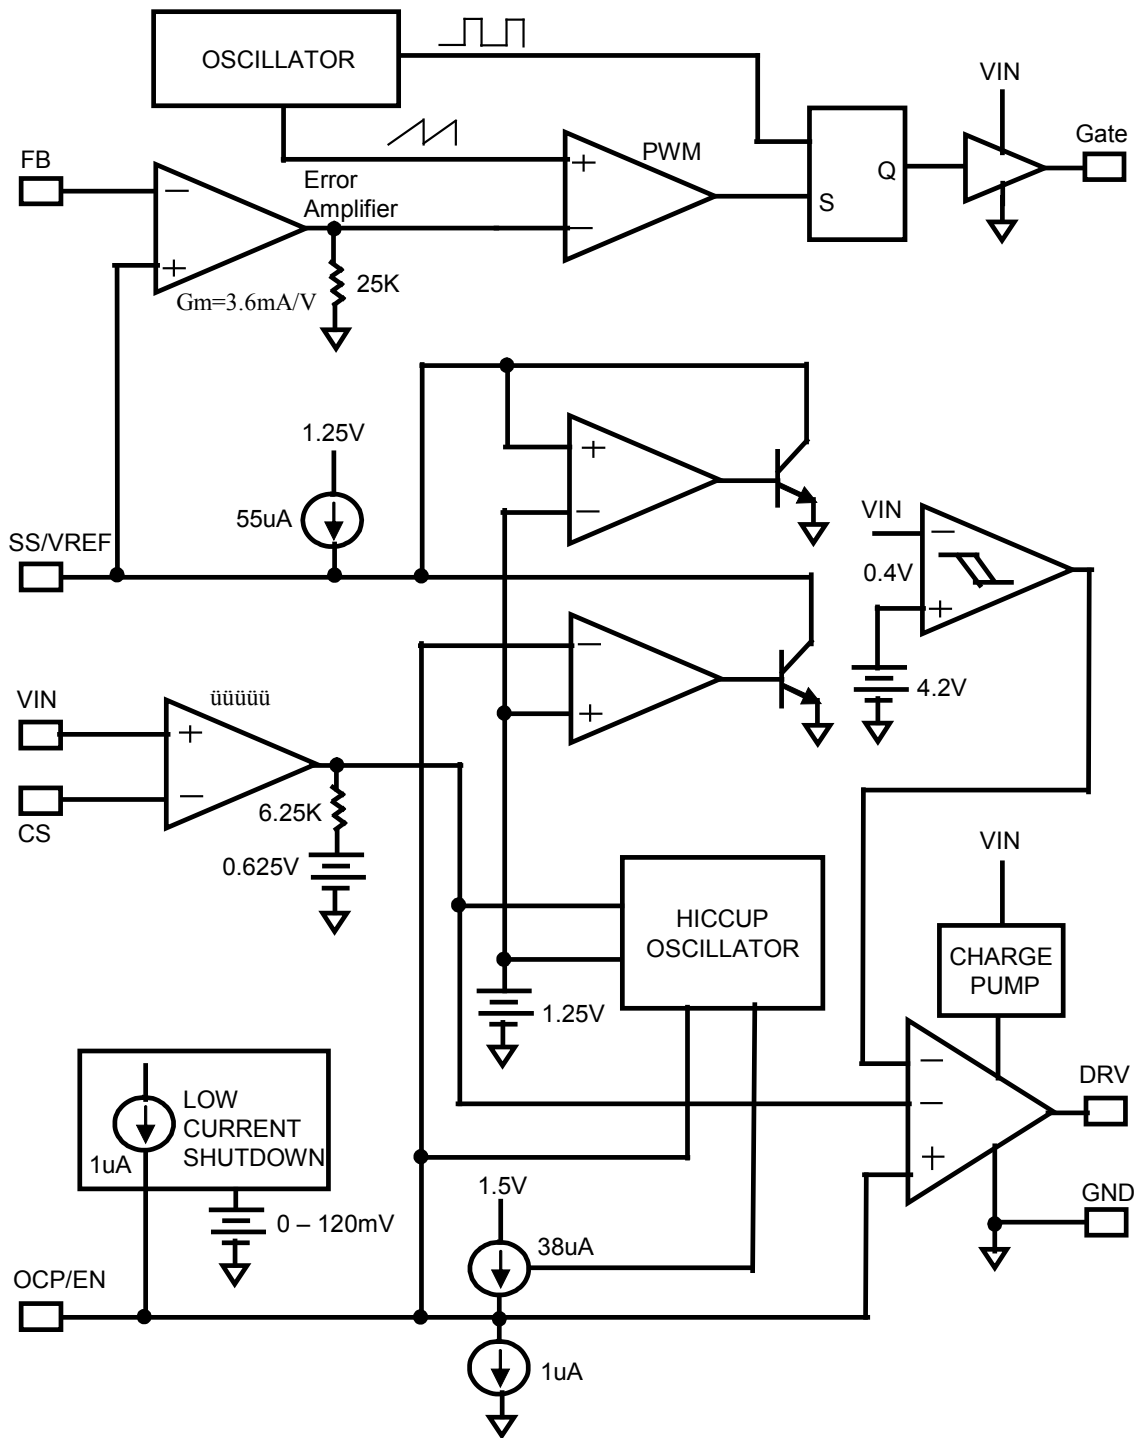 OSCILLATOR
VIN
Gate
FB
Error
Amplifier
PWM
+
−
S
Q
−
+
25K
Gm=3.6mA/V
1.25V
55uA
+
−
SS/VREF
VIN
−
0.4V
+
4.2V
−
+
VIN
üüüüü
+
−
CS
6.25K
0.625V
HICCUP
OSCILLATOR
1.25V
VIN
CHARGE
PUMP
−
−
+
DRV
GND
LOW
CURRENT
SHUTDOWN
1uA
0 – 120mV
1.5V
38uA
OCP/EN
1uA